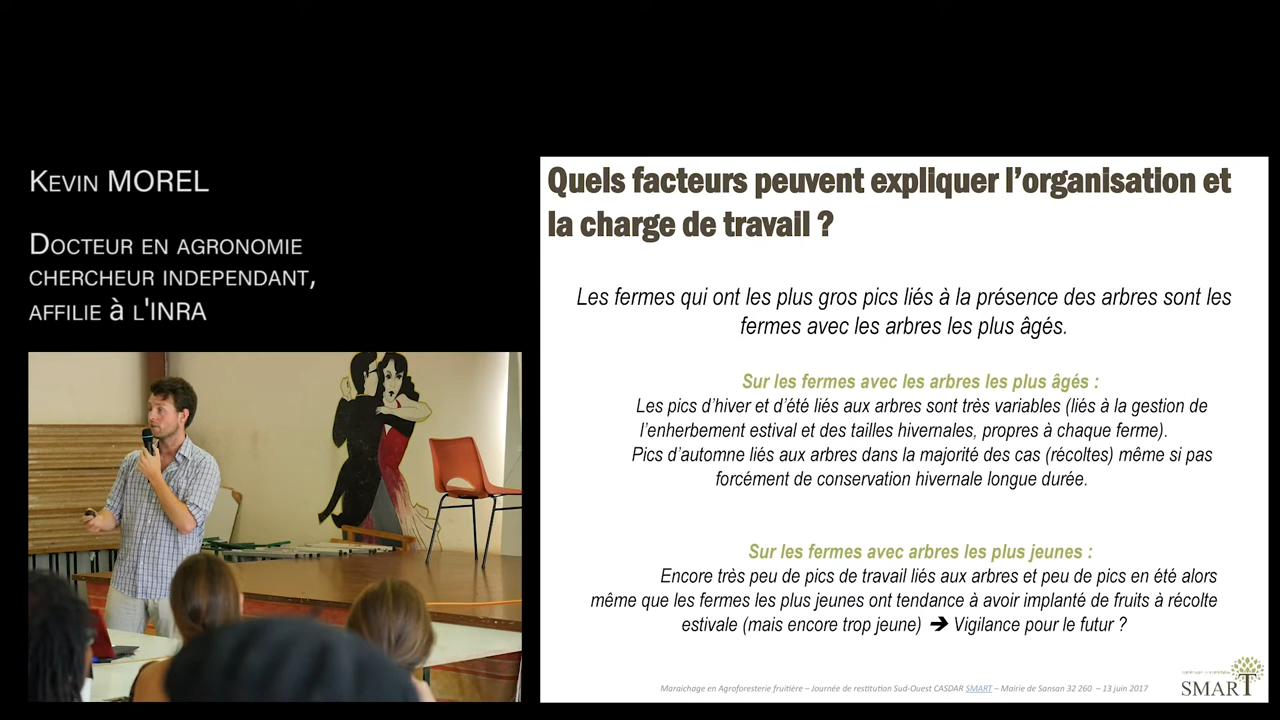 KEVIN MOREL
DOCTEUR EN AGRONOMIE
CHERCHEUR INDEPENDANT,
AFFILIE à L'INRA
Quels facteurs peuvent expliquer l'organisation et
la charge de travail ?
Les fermes qui ont les plus gros pics liés à la présence des arbres sont les
fermes avec les arbres les plus âgés.
Sur les fermes avec les arbres les plus âgés :
Les pics d'hiver et d'été liés aux arbres sont très variables (liés à la gestion de
l'enherbement estival et des tailles hivernales, propres à chaque ferme).
Pics d'automne liés aux arbres dans la majorité des cas (récoltes) même si pas
forcément de conservation hivernale longue durée.
Sur les fermes avec arbres les plus jeunes :
Encore très peu de pics de travail liés aux arbres et peu de pics en été alors
même que les fermes les plus jeunes ont tendance à avoir implanté de fruits à récolte
estivale (mais encore trop jeune) ➔ Vigilance pour le futur ?
Maraichage en Agroforesterie fruitière – Journée de restitution Sud-Ouest CASDAR SMART – Mairie de Sansan 32 260 – 13 juin 2017
SMART